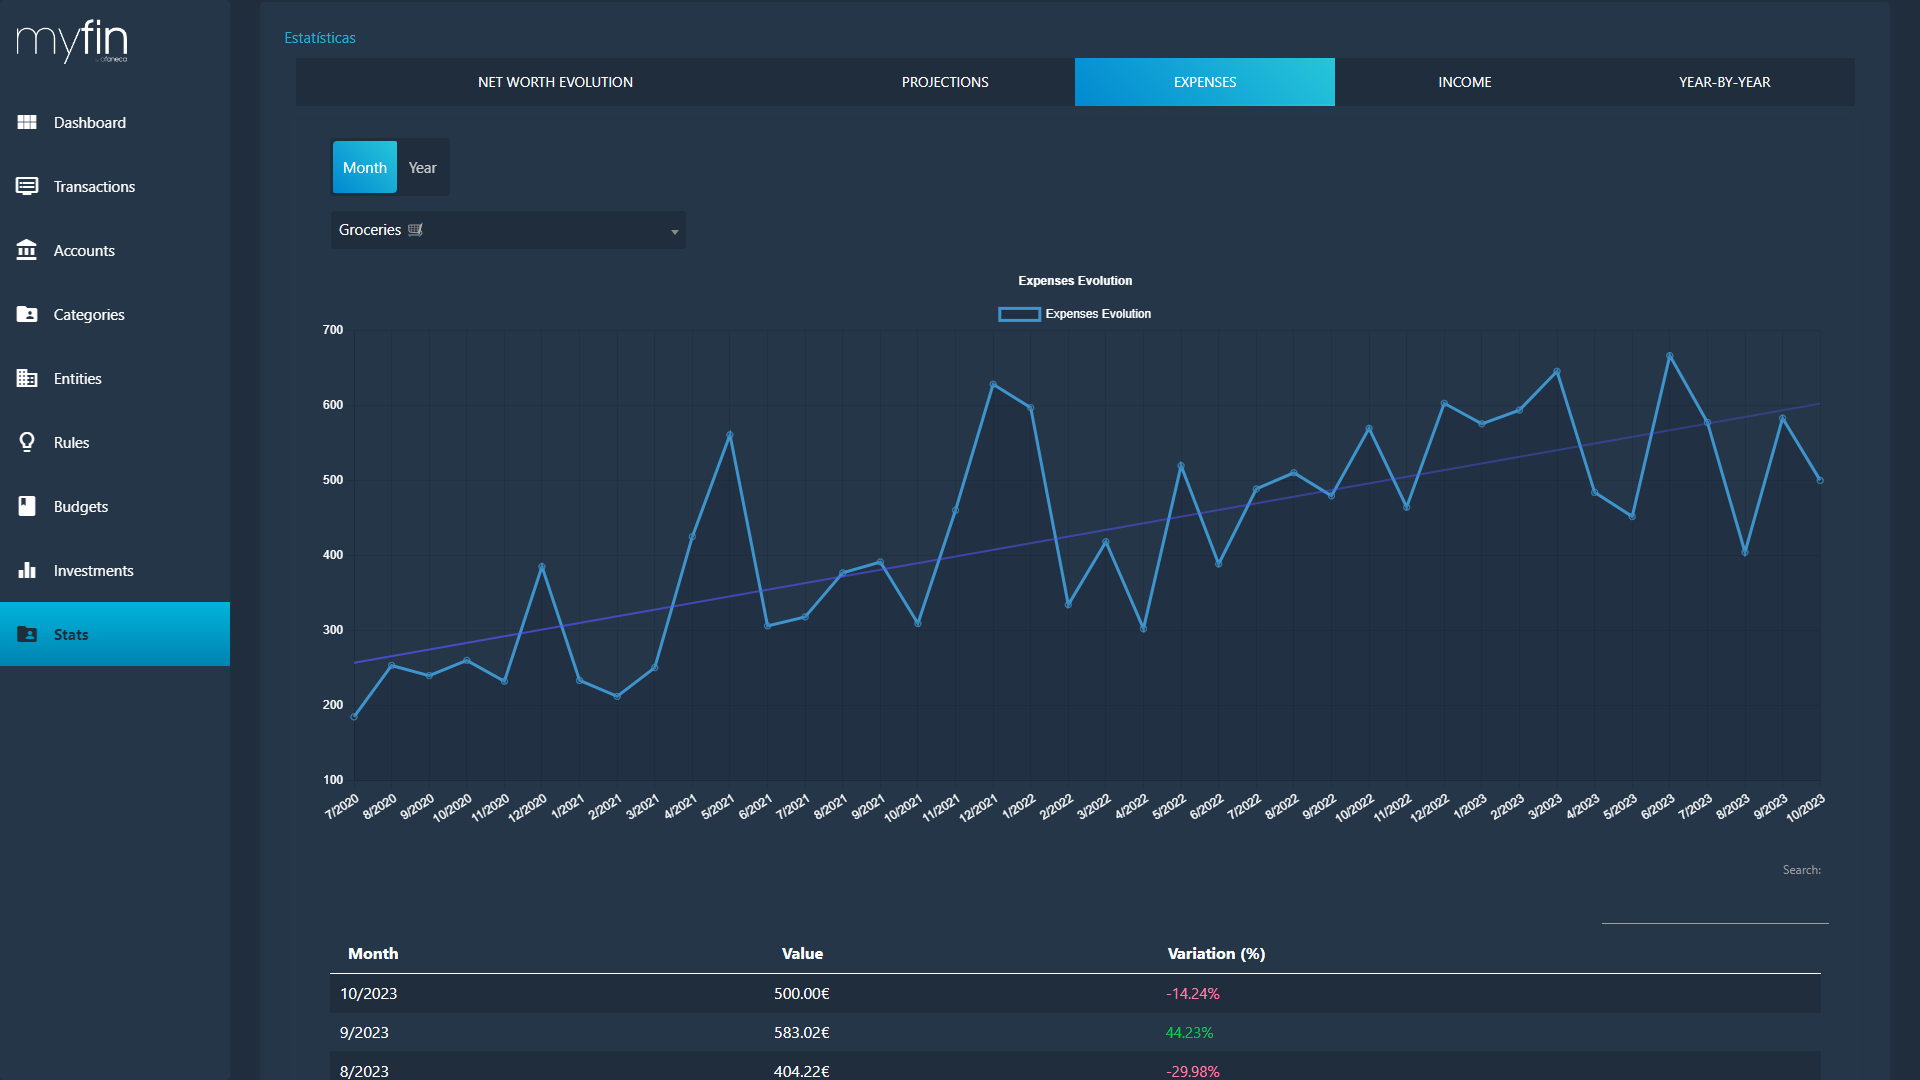 myfin
by afaneca
Dashboard
Transactions
Accounts
Categories
Entities
Rules
Budgets
Investments
Stats
Estatísticas
NET WORTH EVOLUTION
PROJECTIONS
EXPENSES
INCOME
YEAR-BY-YEAR
Month
Year
Groceries
Expenses Evolution
Expenses Evolution
700
600
500
400
300
200
100
7/2020
8/2020
9/2020
10/2020
11/2020
12/2020
1/2021
2/2021
3/2021
4/2021
5/2021
6/2021
7/2021
8/2021
9/2021
10/2021
11/2021
12/2021
1/2022
2/2022
3/2022
4/2022
5/2022
6/2022
7/2022
8/2022
9/2022
10/2022
11/2022
12/2022
1/2023
2/2023
3/2023
4/2023
5/2023
6/2023
7/2023
8/2023
9/2023
10/2023
Search:
Month Value Variation (%)
10/2023 500.00€ -14.24%
9/2023 583.02€ 44.23%
8/2023 404.22€ -29.98%